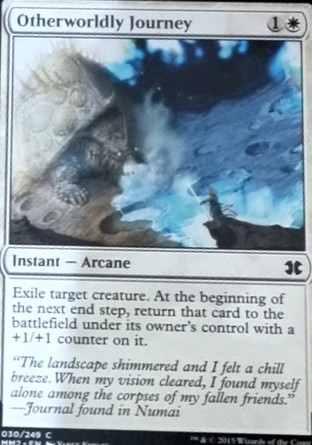 Otherworldly Journey 1
Instant — Arcane
Exile target creature. At the beginning of
the next end step, return that card to the
battlefield under its owner's control with a
+1/+1 counter on it.
"The landscape shimmered and I felt a chill
breeze. When my vision cleared, I found myself
alone among the corpses of my fallen friends."
—Journal found in Numai
030/249 C
MM2 • EN
™ & © 2015 Wizards of the